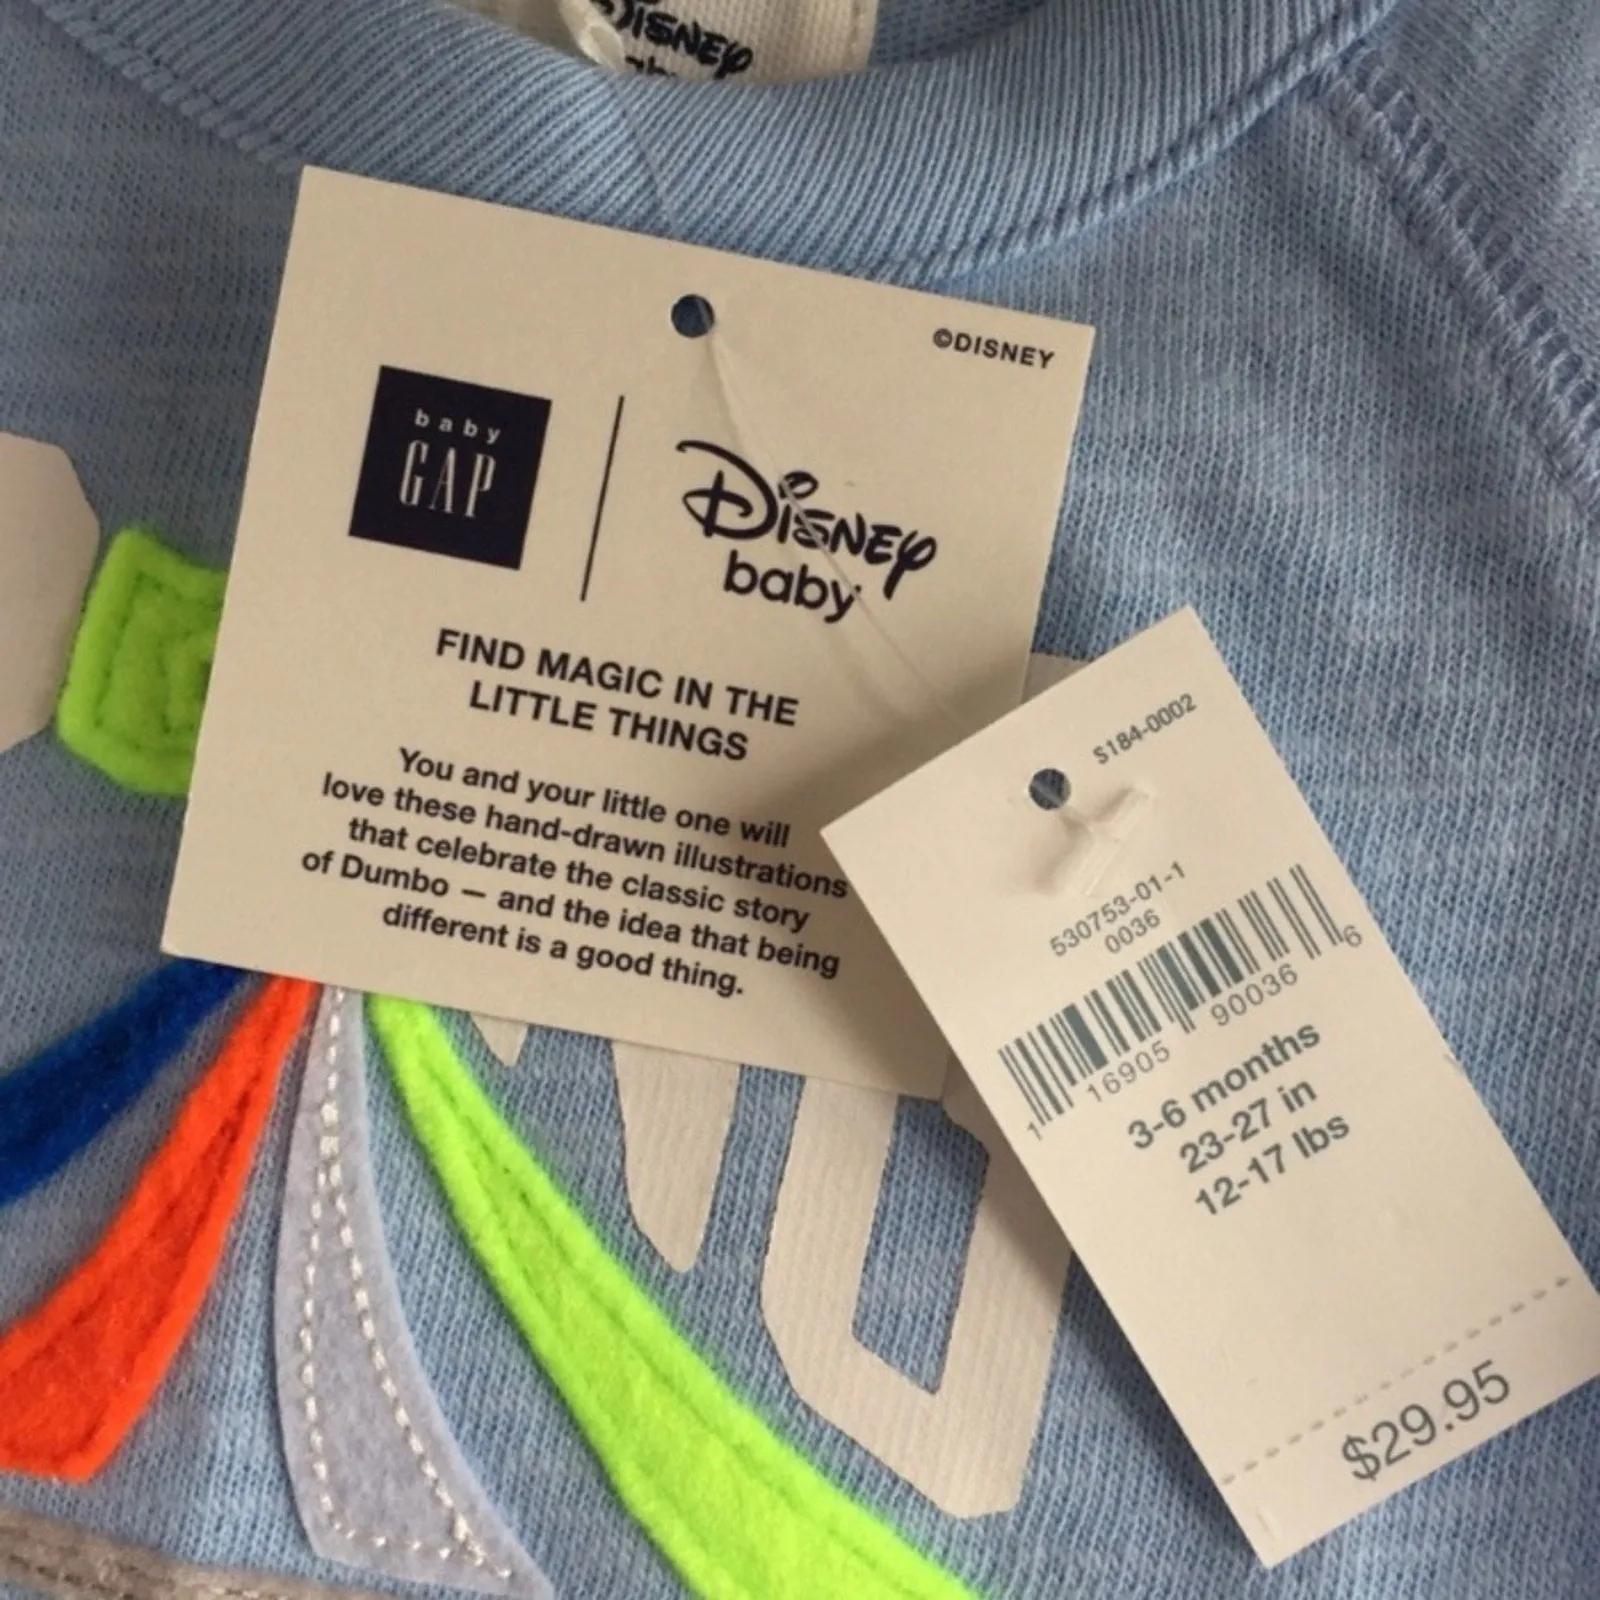 DISNEY
©DISNEY
baby
GAP
Disney
baby
FIND MAGIC IN THE
LITTLE THINGS
You and your little one will
love these hand-drawn illustrations
that celebrate the classic story
of Dumbo — and the idea that being
different is a good thing.
S184-0002
530753-01-1
0036
1 16905 90036 6
3-6 months
23-27 in
12-17 lbs
$29.95